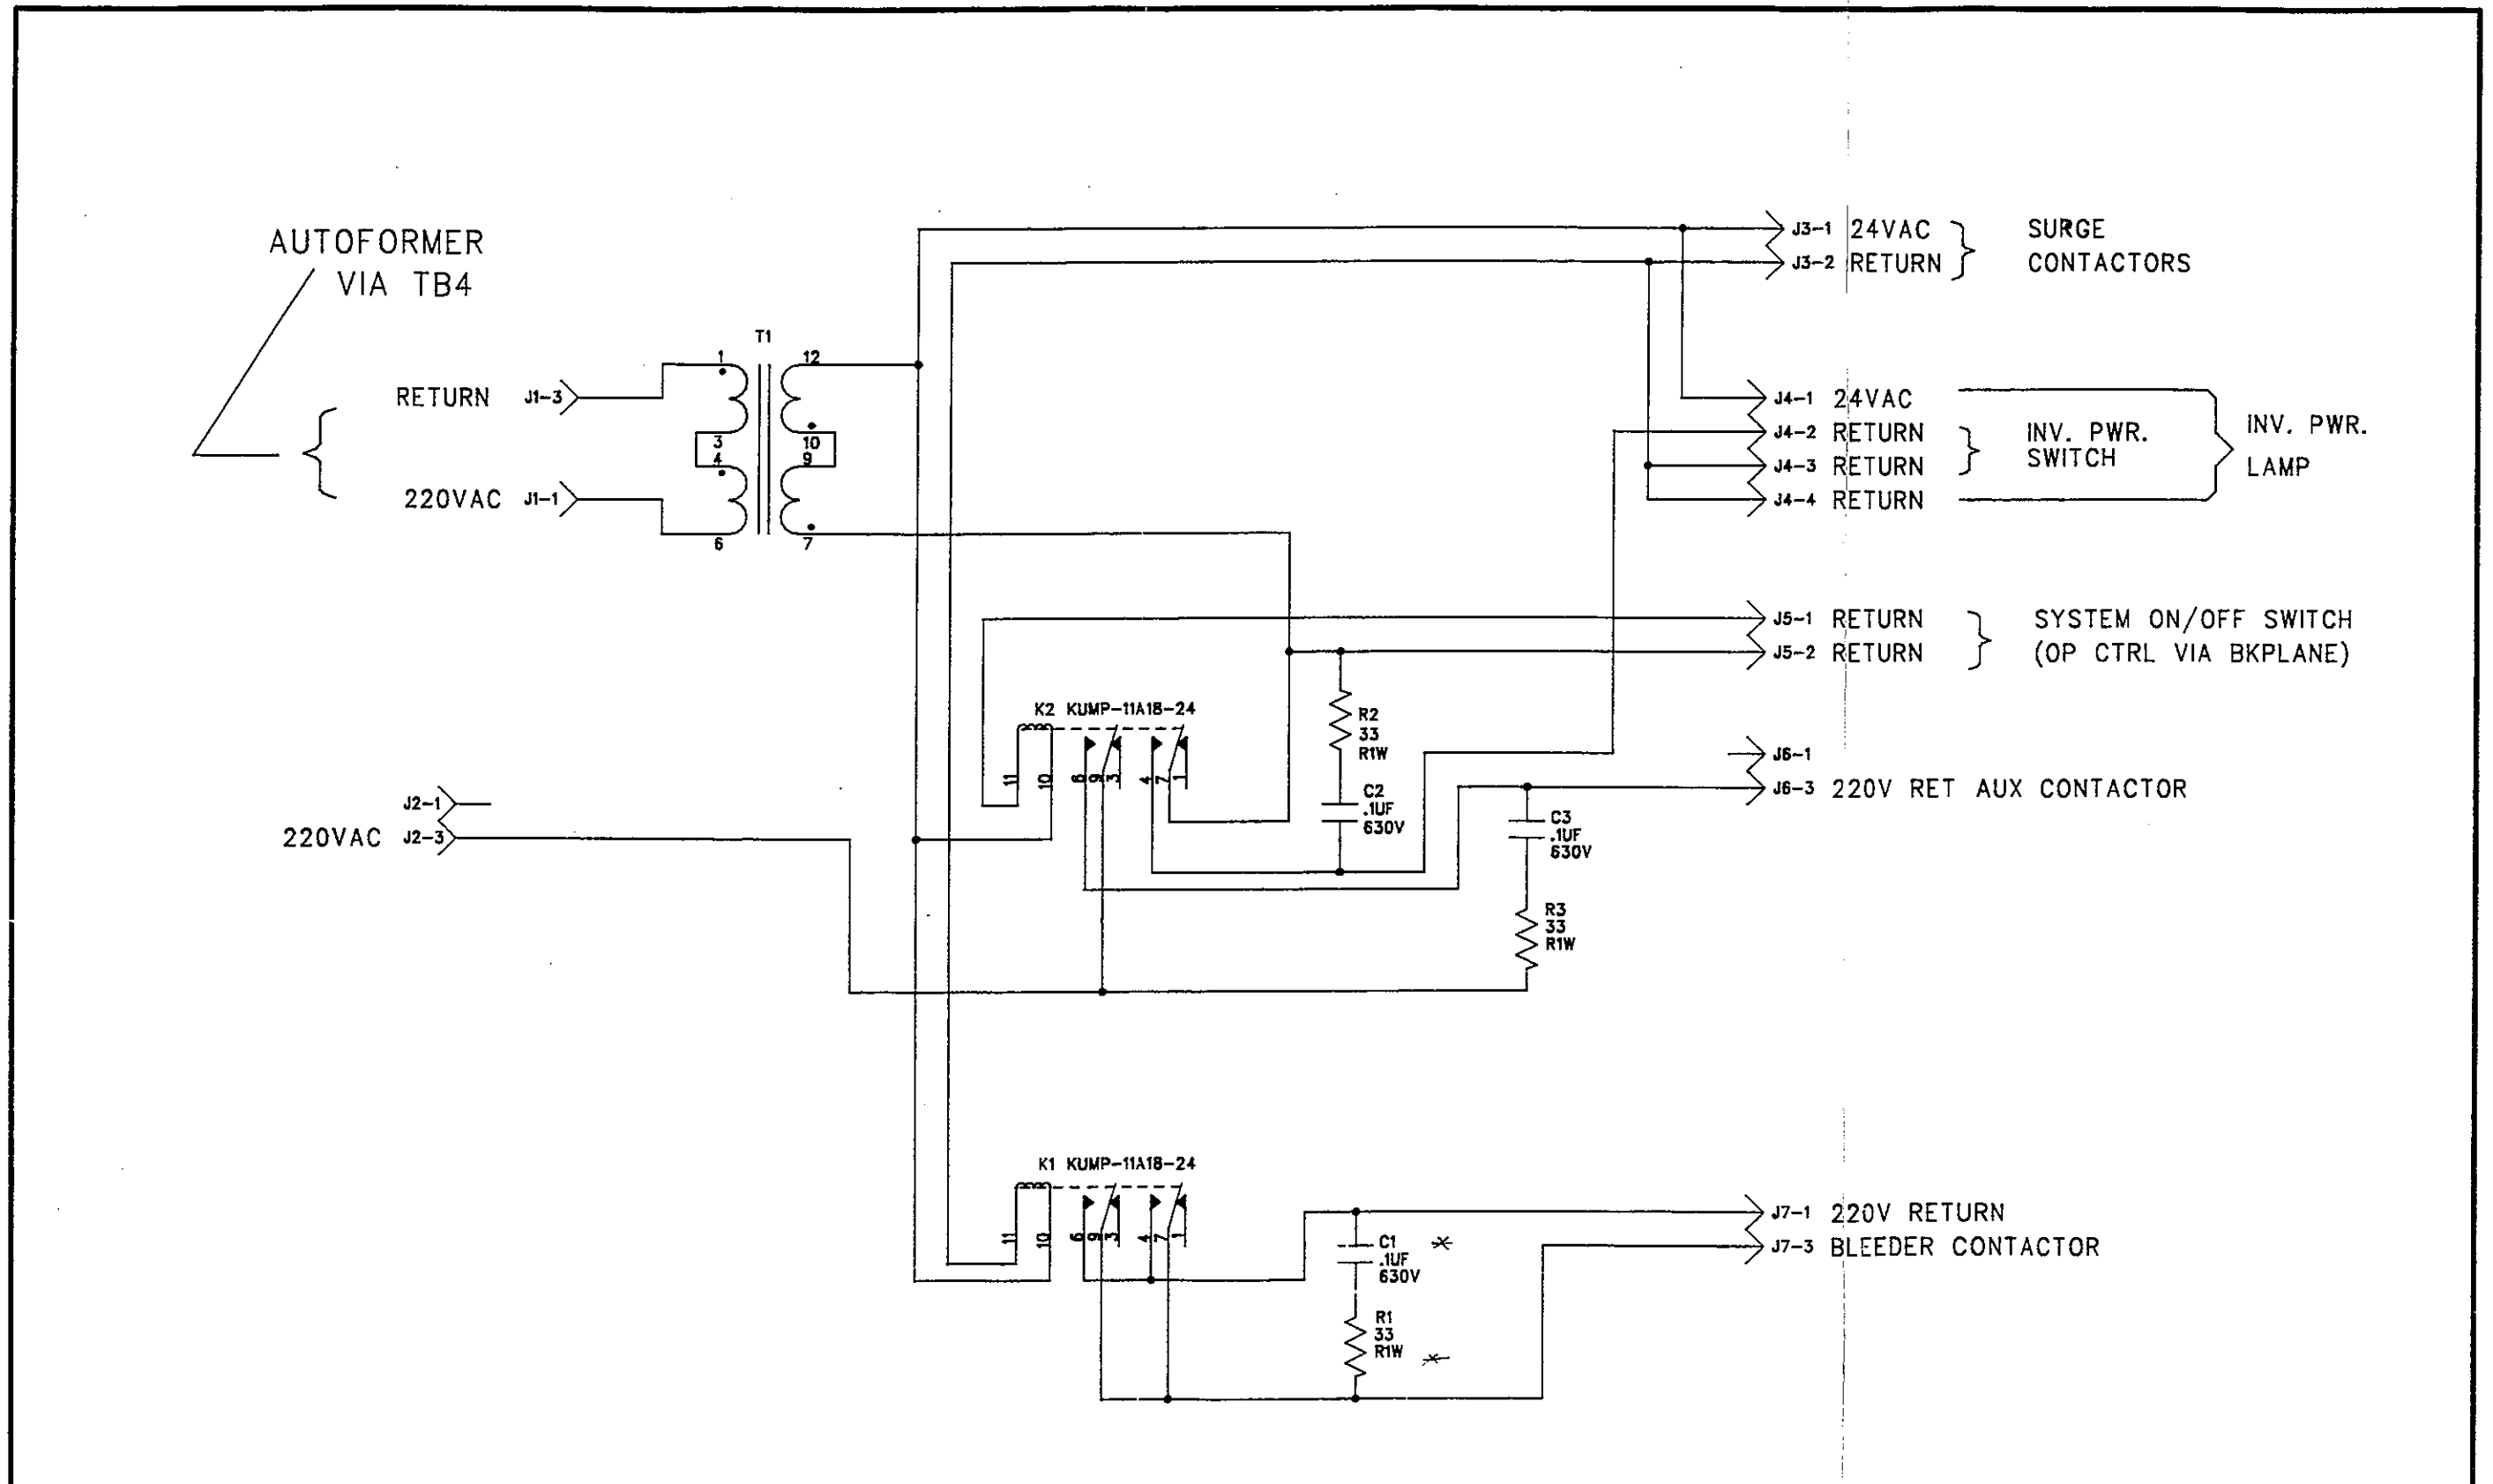 AUTOFORMER
VIA TB4
RETURN J1-3
220VAC J1-1
T1
1
3
4
6
12
10
9
7
J3-1 24VAC
J3-2 RETURN
SURGE
CONTACTORS
J4-1 24VAC
J4-2 RETURN
J4-3 RETURN
J4-4 RETURN
INV. PWR.
SWITCH
INV. PWR.
LAMP
J5-1 RETURN
J5-2 RETURN
SYSTEM ON/OFF SWITCH
(OP CTRL VIA BKPLANE)
K2 KUMP-11A18-24
11 10 6 9 3 4 7 1
R2
33
R1W
C2
.1UF
630V
J6-1
J6-3 220V RET AUX CONTACTOR
J2-1
220VAC J2-3
C3
.1UF
630V
R3
33
R1W
K1 KUMP-11A18-24
11 10 6 9 3 4 7 1
J7-1 220V RETURN
J7-3 BLEEDER CONTACTOR
C1 *
.1UF
630V
R1
33
R1W *